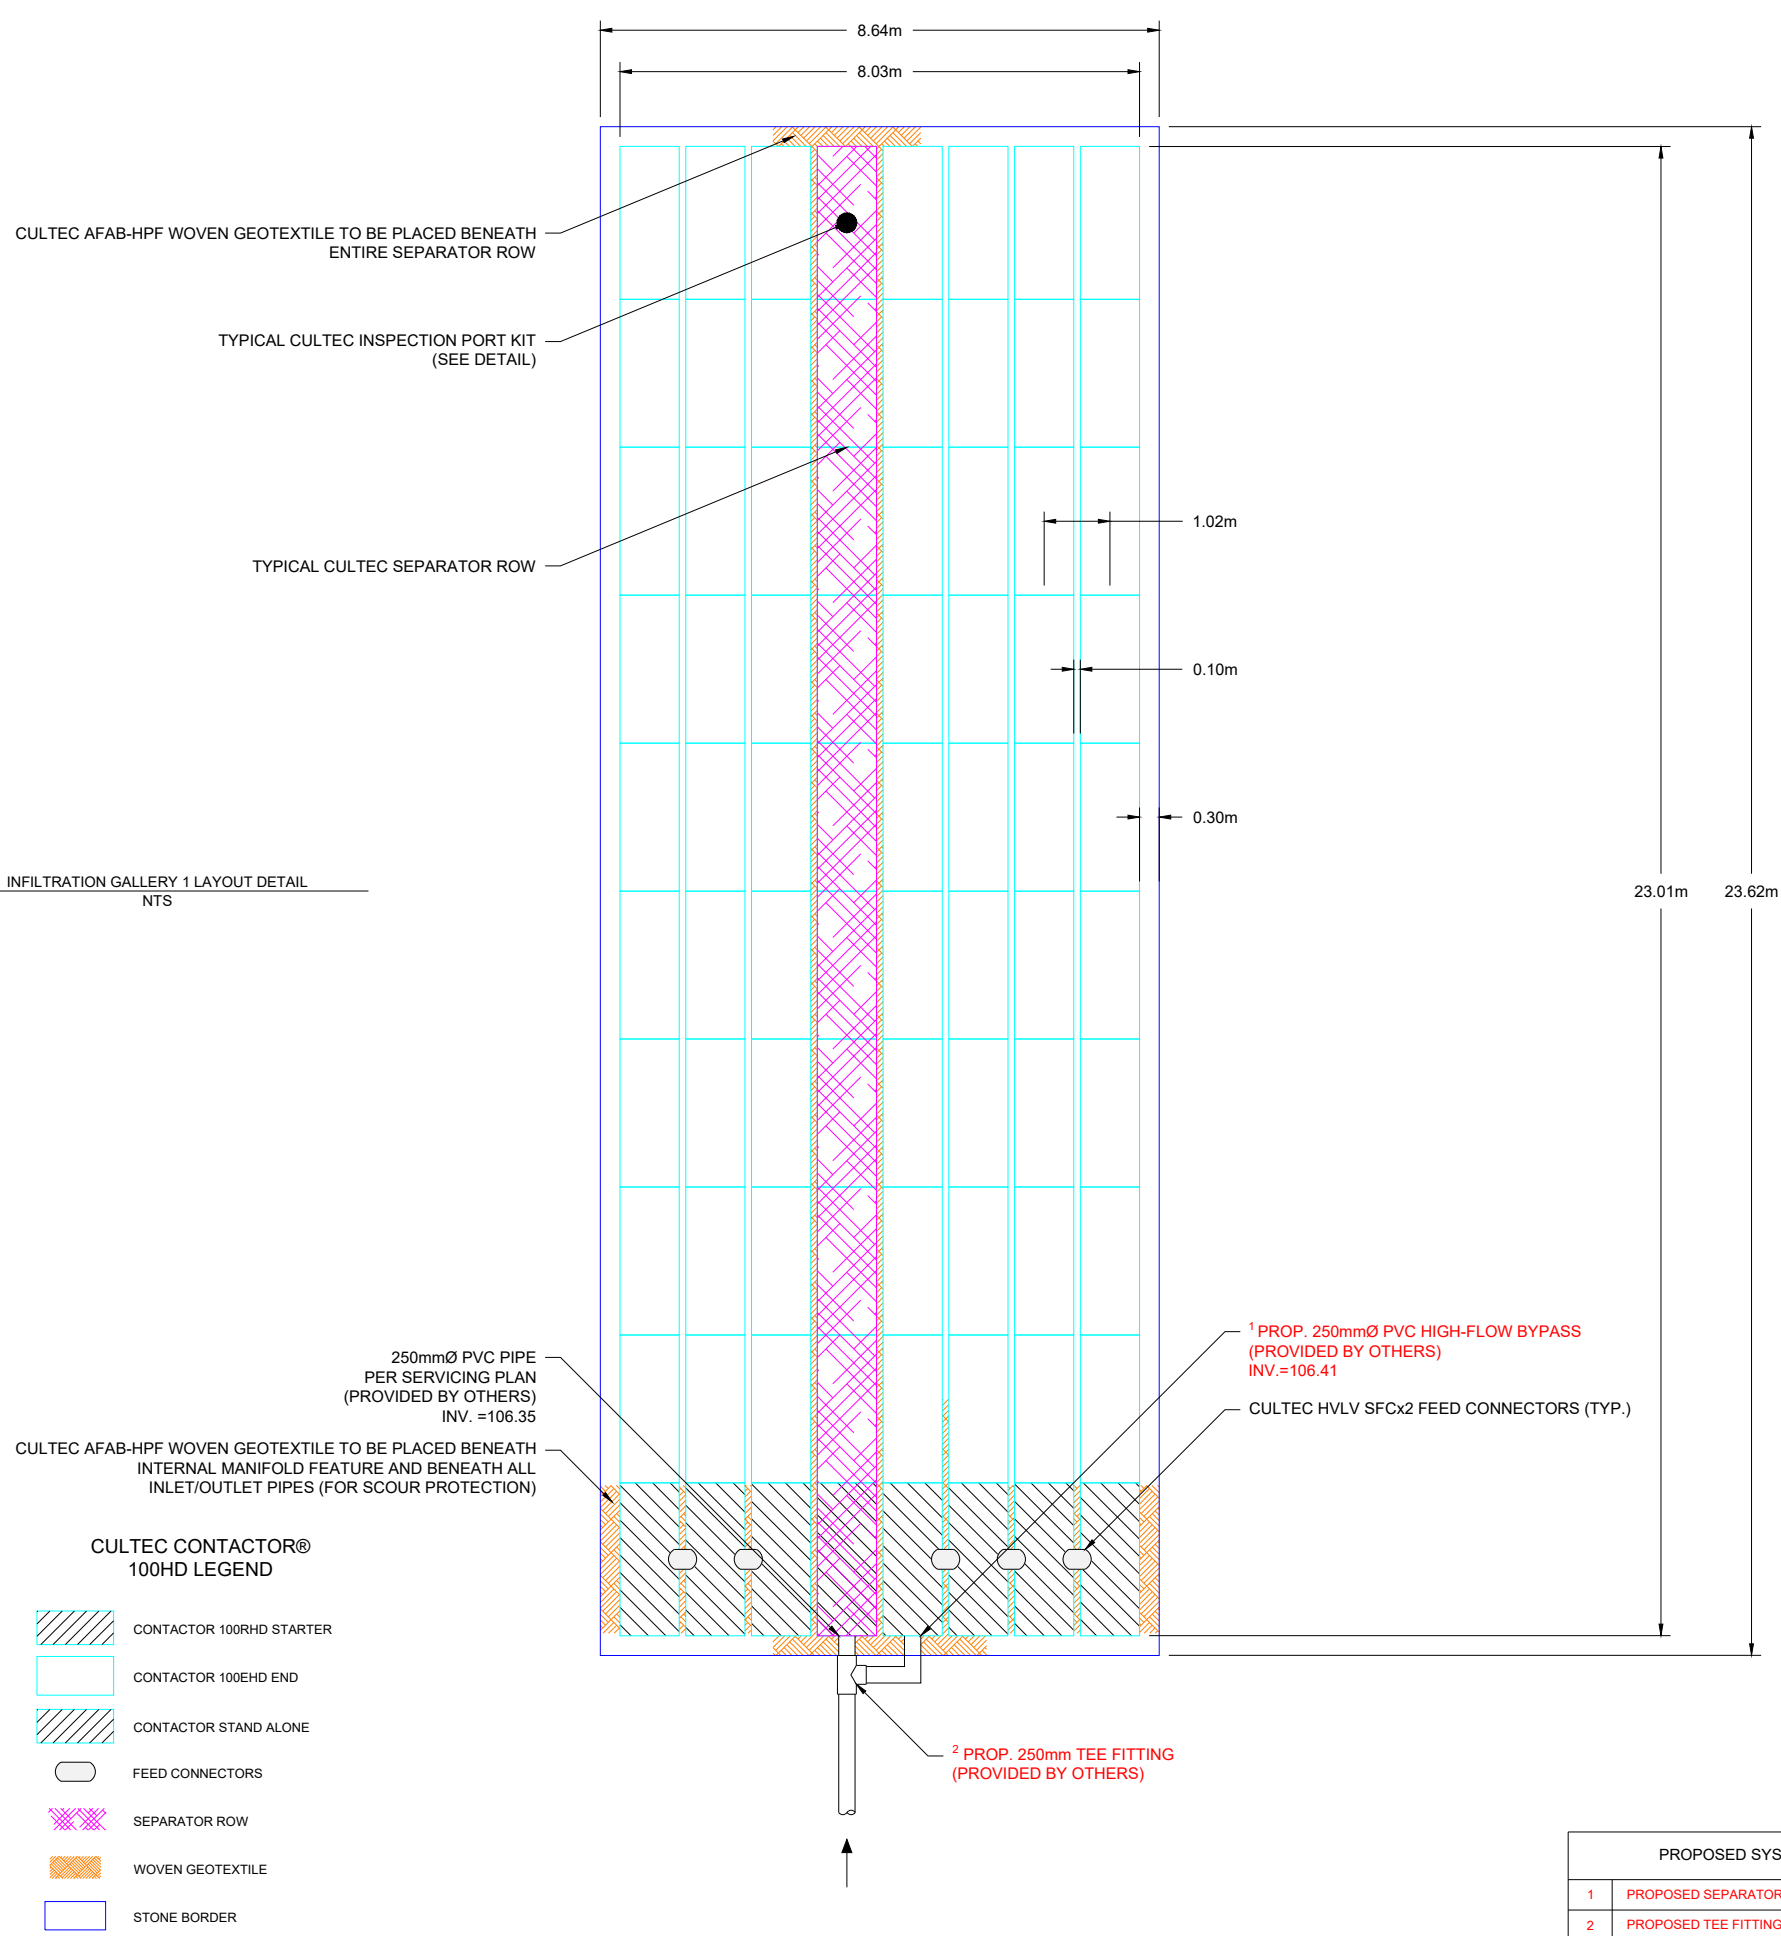 8.64m
8.03m
CULTEC AFAB-HPF WOVEN GEOTEXTILE TO BE PLACED BENEATH
ENTIRE SEPARATOR ROW
TYPICAL CULTEC INSPECTION PORT KIT
(SEE DETAIL)
TYPICAL CULTEC SEPARATOR ROW
1.02m
0.10m
0.30m
23.01m
23.62m
INFILTRATION GALLERY 1 LAYOUT DETAIL
NTS
250mmØ PVC PIPE
PER SERVICING PLAN
(PROVIDED BY OTHERS)
INV. =106.35
CULTEC AFAB-HPF WOVEN GEOTEXTILE TO BE PLACED BENEATH
INTERNAL MANIFOLD FEATURE AND BENEATH ALL
INLET/OUTLET PIPES (FOR SCOUR PROTECTION)
1 PROP. 250mmØ PVC HIGH-FLOW BYPASS
(PROVIDED BY OTHERS)
INV.=106.41
CULTEC HVLV SFCx2 FEED CONNECTORS (TYP.)
2 PROP. 250mm TEE FITTING
(PROVIDED BY OTHERS)
CULTEC CONTACTOR®
100HD LEGEND
CONTACTOR 100RHD STARTER
CONTACTOR 100EHD END
CONTACTOR STAND ALONE
FEED CONNECTORS
SEPARATOR ROW
WOVEN GEOTEXTILE
STONE BORDER
PROPOSED SYS
1 PROPOSED SEPARATOR
2 PROPOSED TEE FITTING